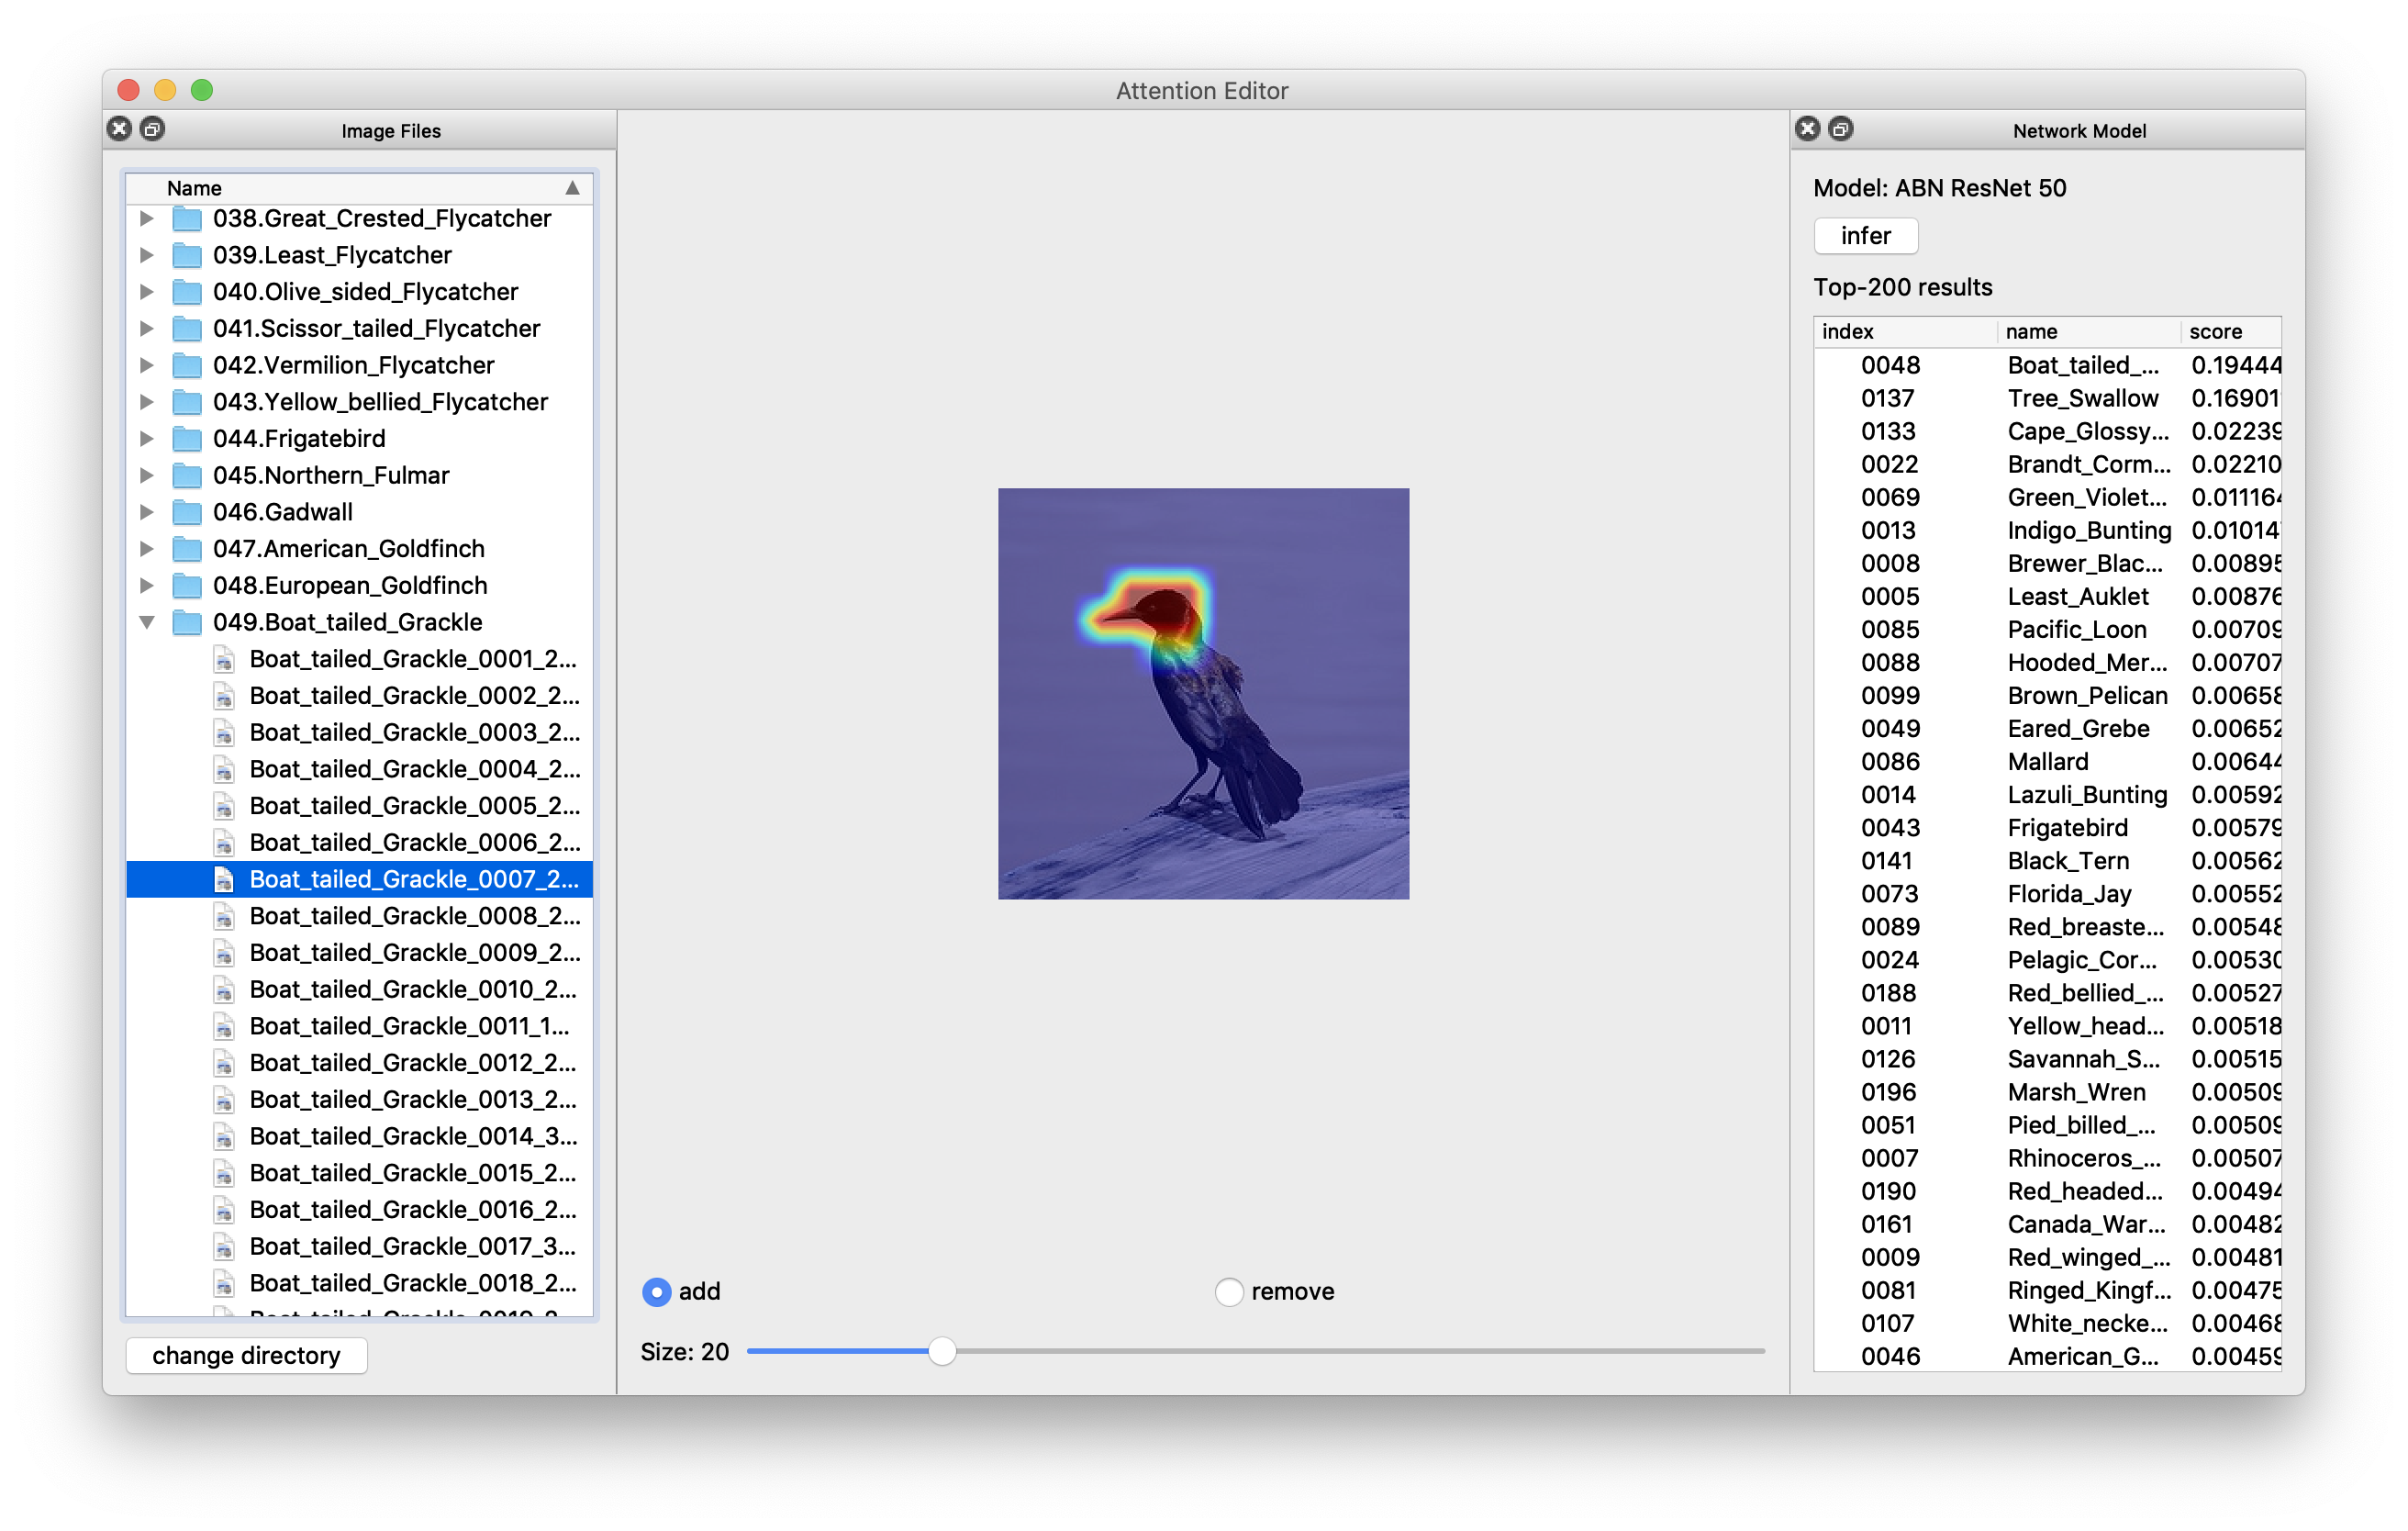 Attention Editor
Image Files
Name
038.Great_Crested_Flycatcher
039.Least_Flycatcher
040.Olive_sided_Flycatcher
041.Scissor_tailed_Flycatcher
042.Vermilion_Flycatcher
043.Yellow_bellied_Flycatcher
044.Frigatebird
045.Northern_Fulmar
046.Gadwall
047.American_Goldfinch
048.European_Goldfinch
049.Boat_tailed_Grackle
Boat_tailed_Grackle_0001_2...
Boat_tailed_Grackle_0002_2...
Boat_tailed_Grackle_0003_2...
Boat_tailed_Grackle_0004_2...
Boat_tailed_Grackle_0005_2...
Boat_tailed_Grackle_0006_2...
Boat_tailed_Grackle_0007_2...
Boat_tailed_Grackle_0008_2...
Boat_tailed_Grackle_0009_2...
Boat_tailed_Grackle_0010_2...
Boat_tailed_Grackle_0011_1...
Boat_tailed_Grackle_0012_2...
Boat_tailed_Grackle_0013_2...
Boat_tailed_Grackle_0014_3...
Boat_tailed_Grackle_0015_2...
Boat_tailed_Grackle_0016_2...
Boat_tailed_Grackle_0017_3...
Boat_tailed_Grackle_0018_2...
change directory
add remove
Size: 20
Network Model
Model: ABN ResNet 50
infer
Top-200 results
index name score
0048 Boat_tailed_... 0.19444
0137 Tree_Swallow 0.16901
0133 Cape_Glossy... 0.02239
0022 Brandt_Corm... 0.02210
0069 Green_Violet... 0.011164
0013 Indigo_Bunting 0.01014
0008 Brewer_Blac... 0.00895
0005 Least_Auklet 0.00876
0085 Pacific_Loon 0.00709
0088 Hooded_Mer... 0.00707
0099 Brown_Pelican 0.00658
0049 Eared_Grebe 0.00652
0086 Mallard 0.00644
0014 Lazuli_Bunting 0.00592
0043 Frigatebird 0.00579
0141 Black_Tern 0.00562
0073 Florida_Jay 0.00552
0089 Red_breaste... 0.00548
0024 Pelagic_Cor... 0.00530
0188 Red_bellied_... 0.00527
0011 Yellow_head... 0.00518
0126 Savannah_S... 0.00515
0196 Marsh_Wren 0.00509
0051 Pied_billed_... 0.00509
0007 Rhinoceros_... 0.00507
0190 Red_headed... 0.00494
0161 Canada_War... 0.00482
0009 Red_winged_... 0.00481
0081 Ringed_Kingf... 0.00475
0107 White_necke... 0.00468
0046 American_G... 0.00459